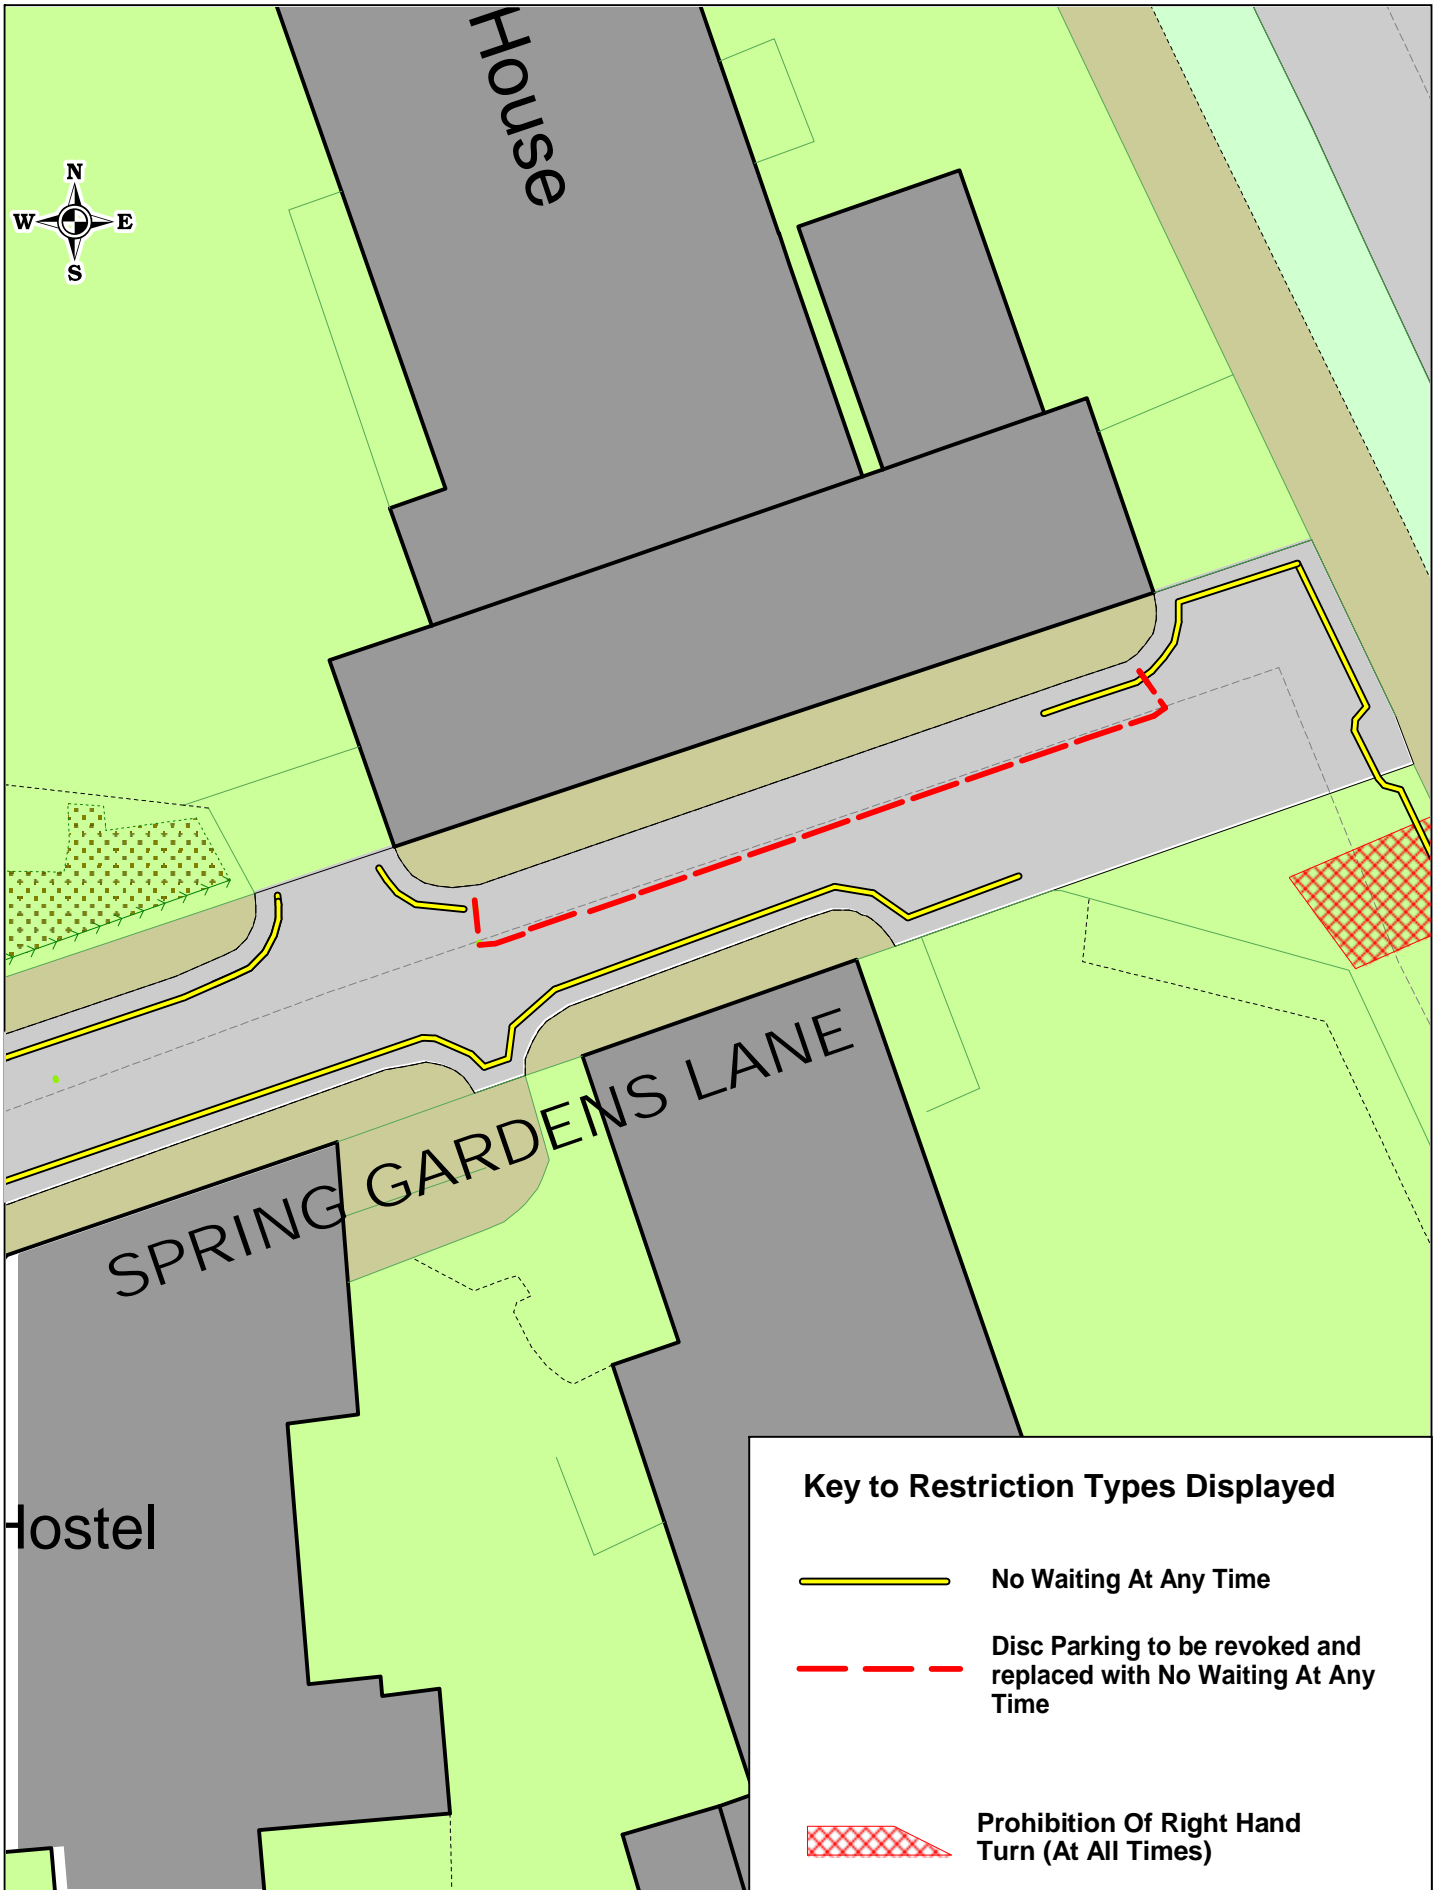 House
N
W E
S
SPRING GARDENS LANE
Hostel
Key to Restriction Types Displayed
No Waiting At Any Time
Disc Parking to be revoked and
replaced with No Waiting At Any
Time
Prohibition Of Right Hand
Turn (At All Times)